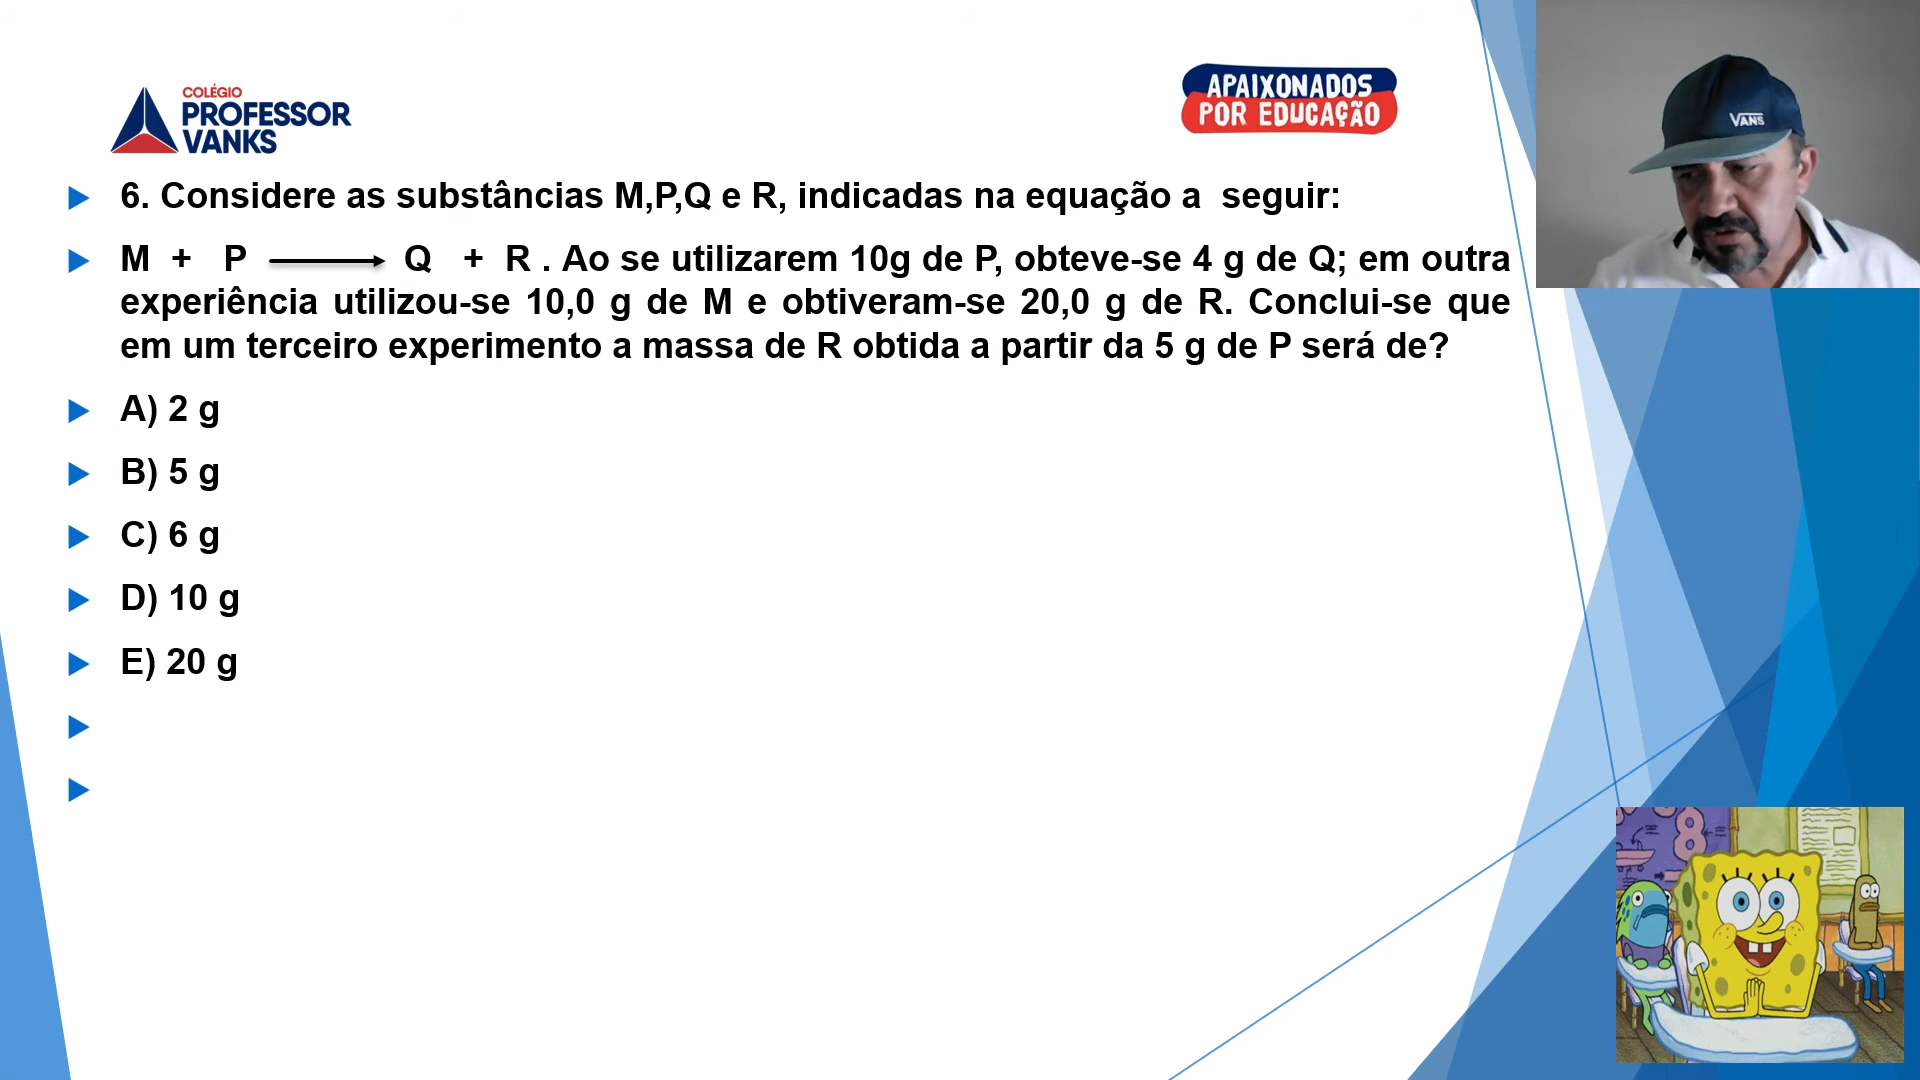 COLÉGIO
PROFESSOR
VANKS
APAIXONADOS
POR EDUCAÇÃO
VANS
6. Considere as substâncias M,P,Q e R, indicadas na equação a  seguir:
M + P ⟶ Q + R . Ao se utilizarem 10g de P, obteve-se 4 g de Q; em outra
experiência utilizou-se 10,0 g de M e obtiveram-se 20,0 g de R. Conclui-se que
em um terceiro experimento a massa de R obtida a partir da 5 g de P será de?
A) 2 g
B) 5 g
C) 6 g
D) 10 g
E) 20 g
8